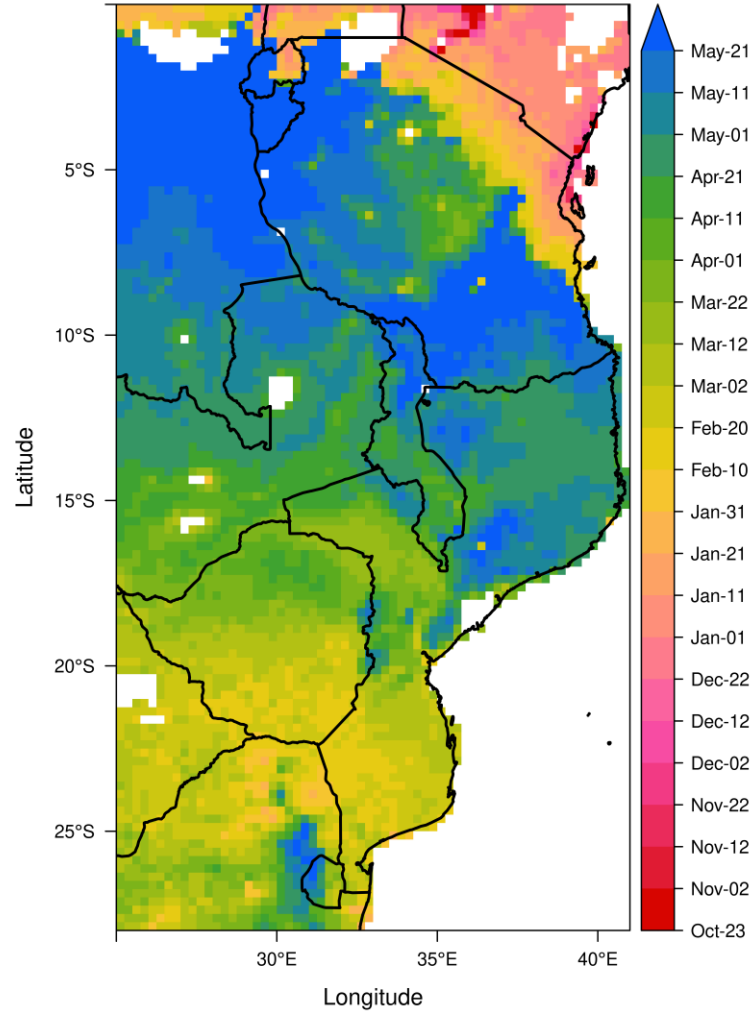 May-21
May-11
May-01
Apr-21
Apr-11
Apr-01
Mar-22
Mar-12
Mar-02
Feb-20
Feb-10
Jan-31
Jan-21
Jan-11
Jan-01
Dec-22
Dec-12
Dec-02
Nov-22
Nov-12
Nov-02
Oct-23
5°S
10°S
15°S
20°S
25°S
Latitude
30°E 35°E 40°E
Longitude